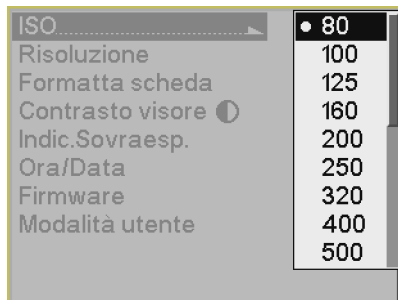 ISO
Risoluzione
Formatta scheda
Contrasto visore
Indic.Sovraesp.
Ora/Data
Firmware
Modalità utente
80
100
125
160
200
250
320
400
500